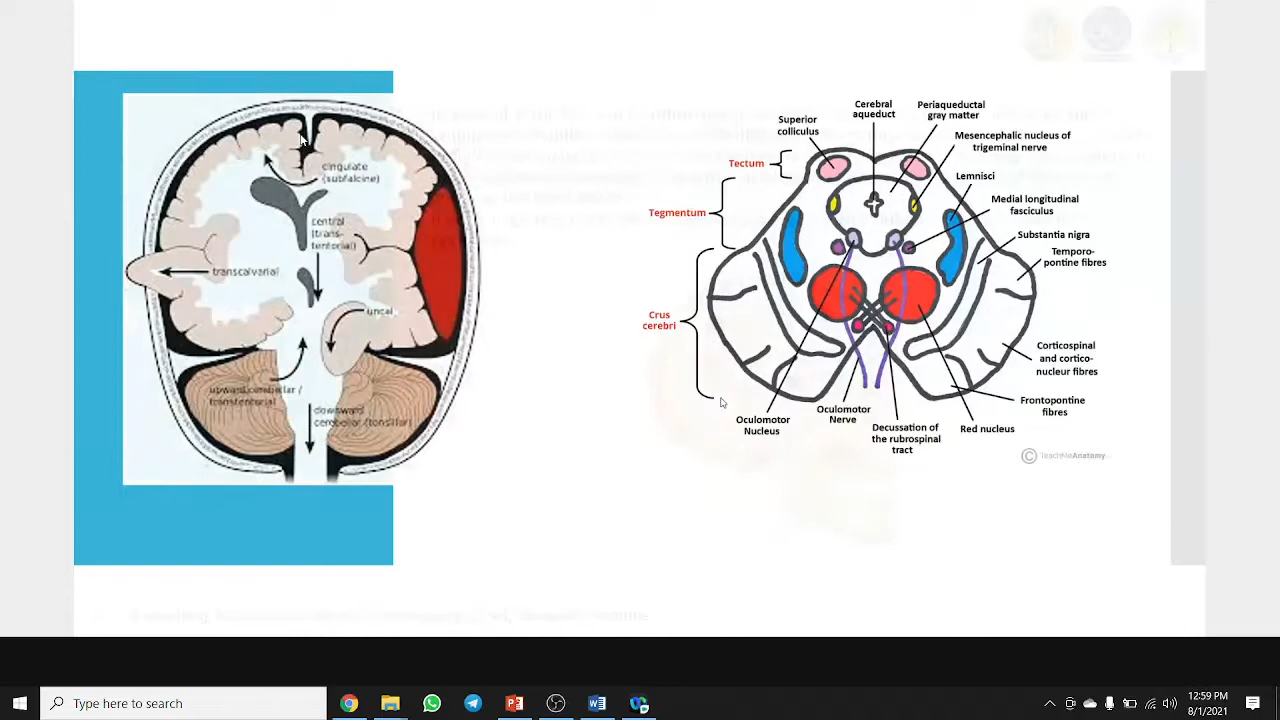 cingulate
(subfalcine)
central
(trans-
tentorial)
transcalvarial
uncal
upward cerebellar /
transtentorial
downward
cerebellar (tonsillar)
Cerebral
aqueduct
Periaqueductal
gray matter
Superior
colliculus
Mesencephalic nucleus of
trigeminal nerve
Tectum
Lemnisci
Medial longitudinal
fasciculus
Tegmentum
Substantia nigra
Temporo-
pontine fibres
Crus
cerebri
Corticospinal
and cortico-
nucleur fibres
Frontopontine
fibres
Oculomotor
Nucleus
Oculomotor
Nerve
Decussation of
the rubrospinal
tract
Red nucleus
© TeachMeAnatomy
Type here to search
12:59 PM
8/1/2021